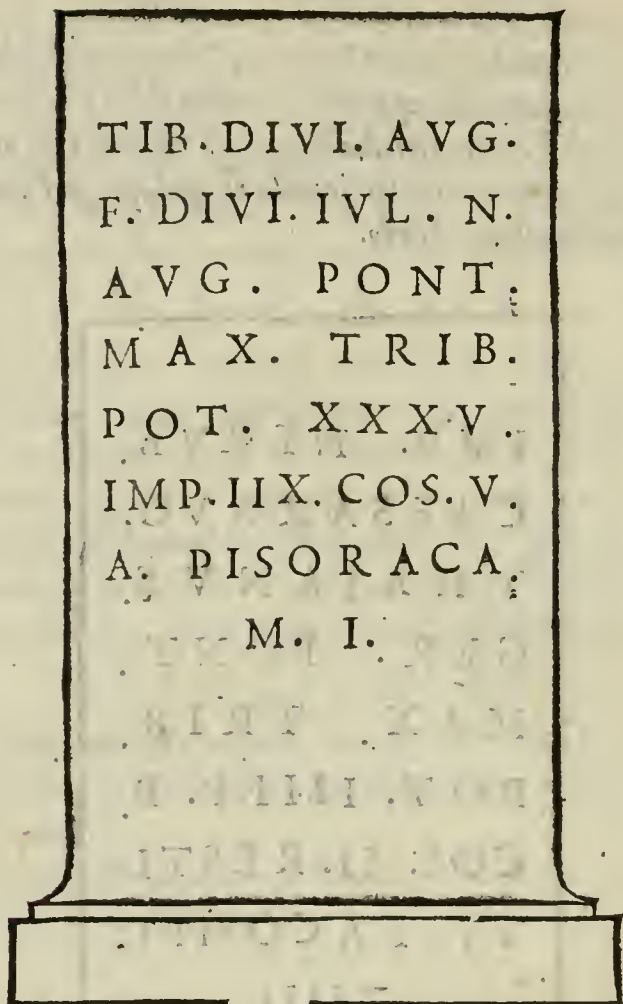 TIB. DIVI. AVG.
F. DIVI. IVL. N.
AVG. PONT.
MAX. TRIB.
POT. XXXV.
IMP. IIX. COS. V.
A. PISORACA.
M. I.